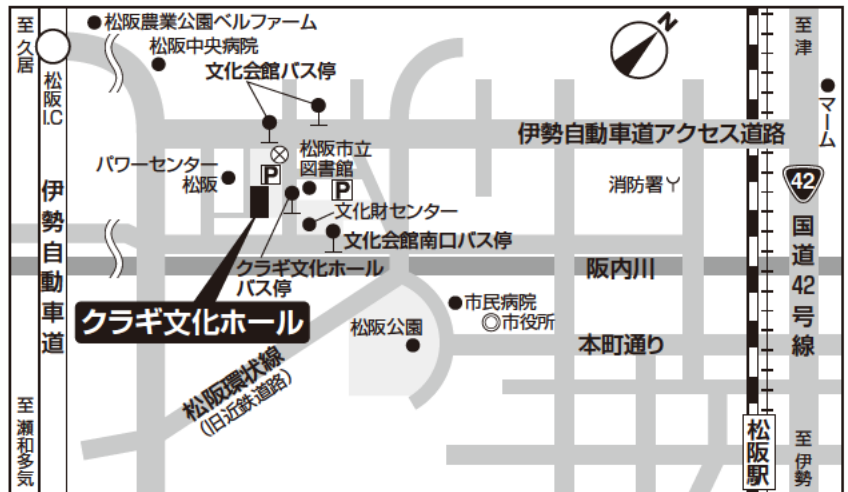 至久居
松阪I.C
伊勢自動車道
至瀬和多気
松阪農業公園ベルファーム
松阪中央病院
文化会館バス停
N
至津
マーム
伊勢自動車道アクセス道路
松阪市立
図書館
P
P
パワーセンター
松阪
消防署
42
国道42号線
文化財センター
文化会館南口バス停
クラギ文化ホール
バス停
阪内川
クラギ文化ホール
市民病院
市役所
松阪公園
本町通り
松阪環状線
(旧近鉄道路)
松阪駅
至伊勢